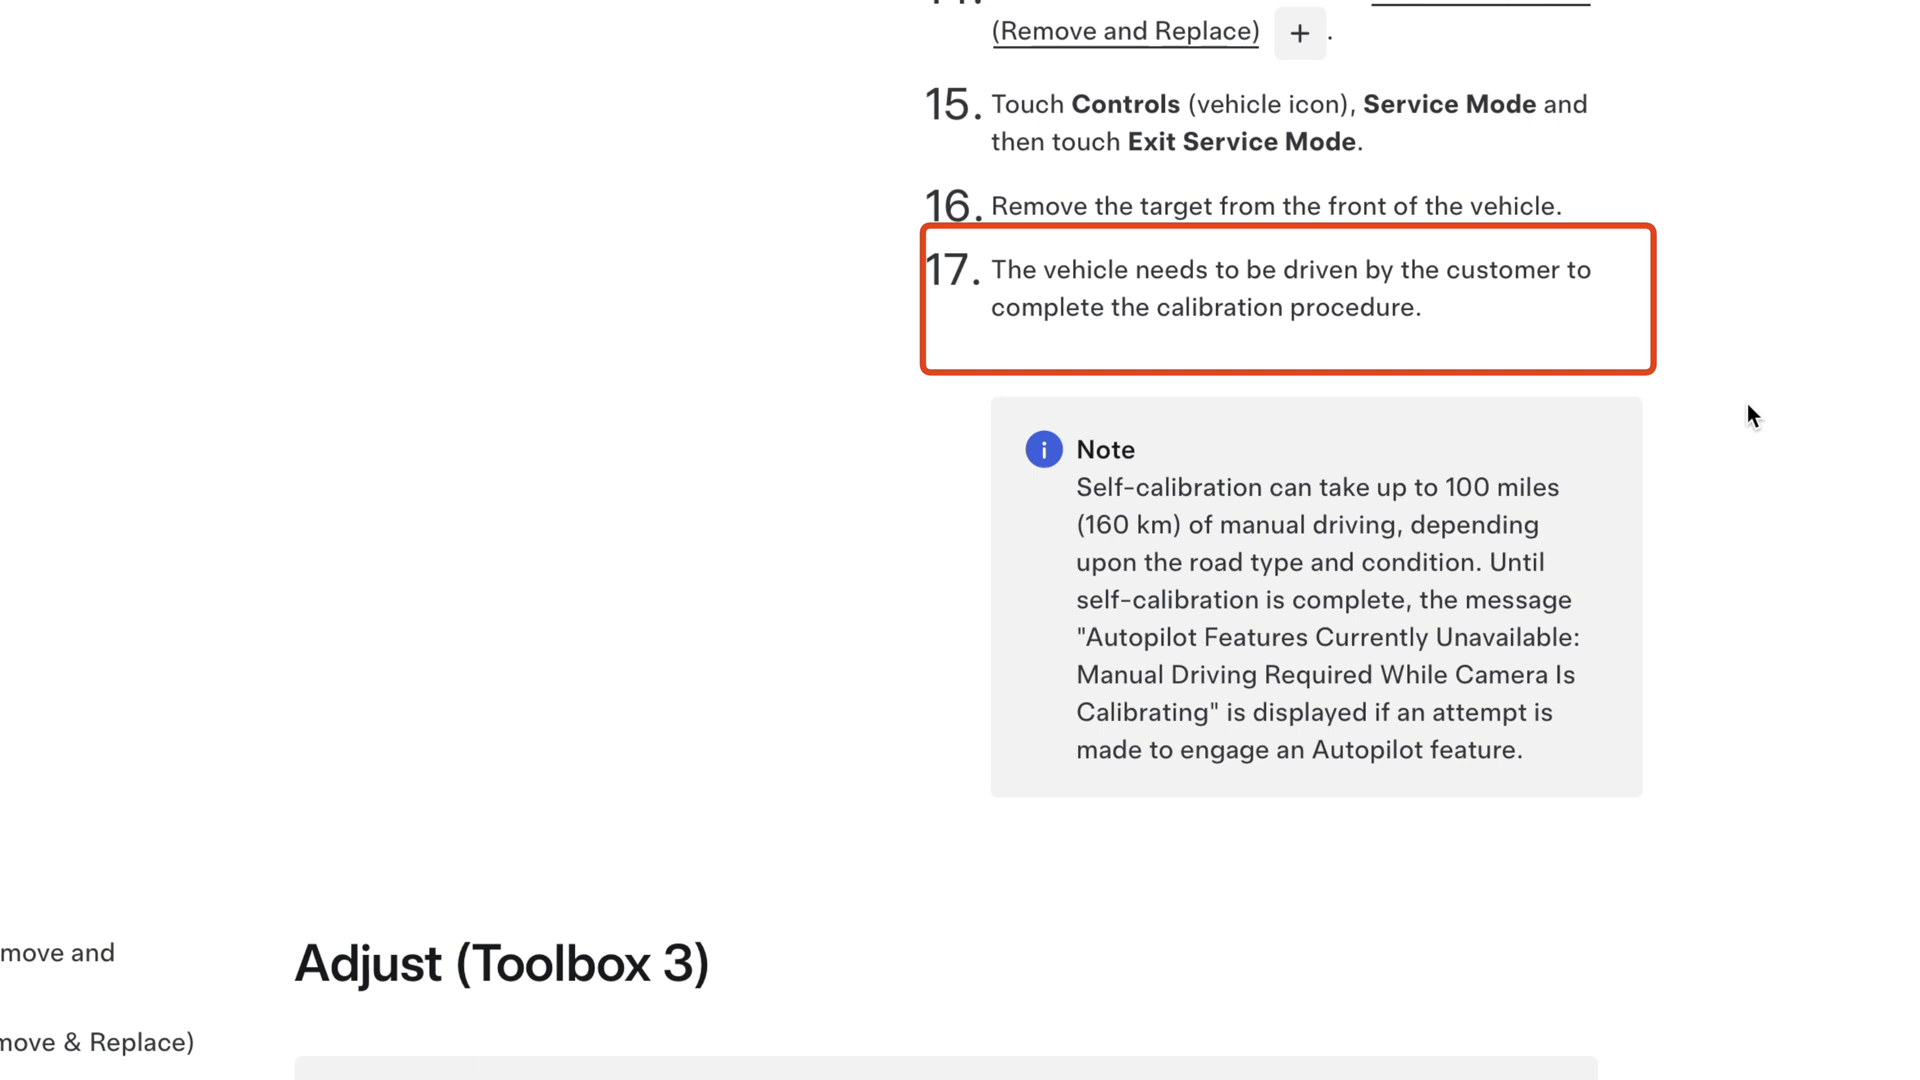 (Remove and Replace) + .
15. Touch Controls (vehicle icon), Service Mode and
then touch Exit Service Mode.
16. Remove the target from the front of the vehicle.
17. The vehicle needs to be driven by the customer to
complete the calibration procedure.
i Note
Self-calibration can take up to 100 miles
(160 km) of manual driving, depending
upon the road type and condition. Until
self-calibration is complete, the message
"Autopilot Features Currently Unavailable:
Manual Driving Required While Camera Is
Calibrating" is displayed if an attempt is
made to engage an Autopilot feature.
move and
Adjust (Toolbox 3)
move & Replace)